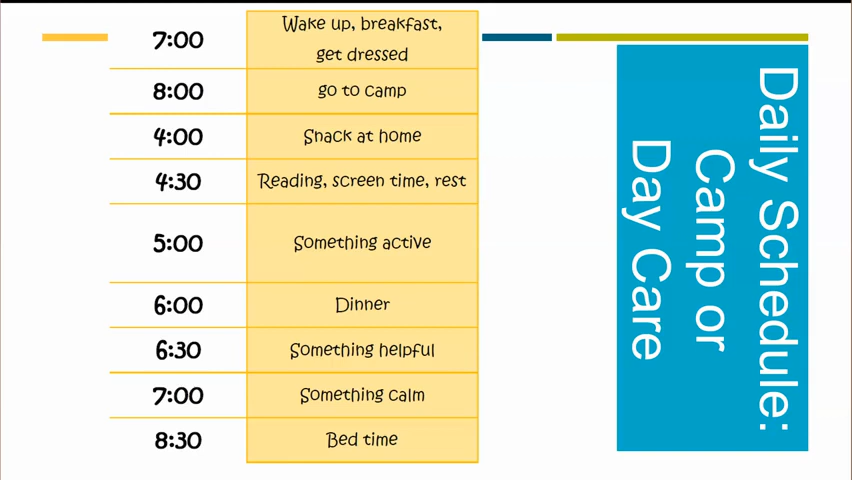 7:00 Wake up, breakfast,
get dressed
8:00 go to camp
4:00 Snack at home
4:30 Reading, screen time, rest
5:00 Something active
6:00 Dinner
6:30 Something helpful
7:00 Something calm
8:30 Bed time
Daily Schedule:
Camp or
Day Care